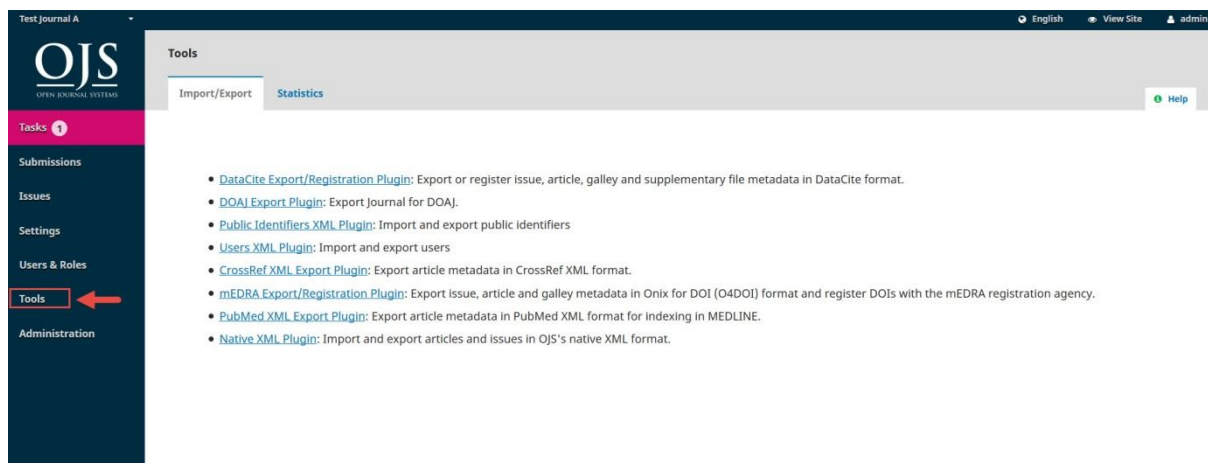 Test Journal A
English
View Site
admin
OJS
OPEN JOURNAL SYSTEMS
Tasks 1
Submissions
Issues
Settings
Users & Roles
Tools
Administration
Tools
Import/Export
Statistics
Help
DataCite Export/Registration Plugin: Export or register issue, article, galley and supplementary file metadata in DataCite format.
DOAJ Export Plugin: Export Journal for DOAJ.
Public Identifiers XML Plugin: Import and export public identifiers
Users XML Plugin: Import and export users
CrossRef XML Export Plugin: Export article metadata in CrossRef XML format.
mEDRA Export/Registration Plugin: Export issue, article and galley metadata in Onix for DOI (O4DOI) format and register DOIs with the mEDRA registration agency.
PubMed XML Export Plugin: Export article metadata in PubMed XML format for indexing in MEDLINE.
Native XML Plugin: Import and export articles and issues in OJS's native XML format.